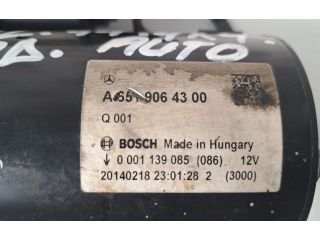 AUTO
A 651 906 43 00
Q 001
BOSCH Made in Hungary
0 001 139 085 (086) 12V
20140218 23:01:28 2 (3000)